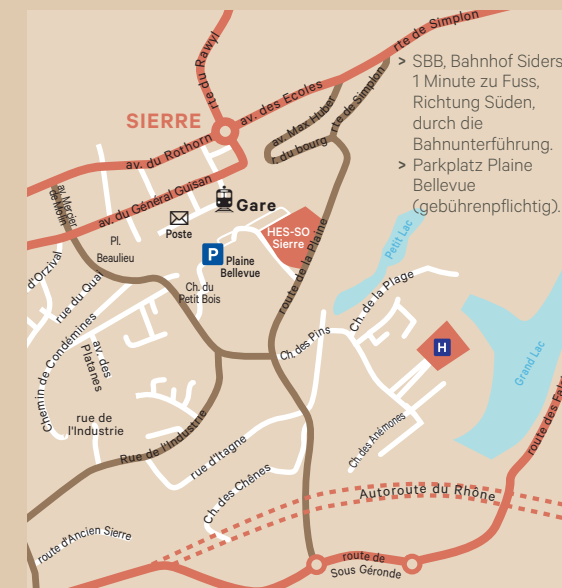 rte de Simplon
rte du Rawyl
> SBB, Bahnhof Siders
1 Minute zu Fuss,
Richtung Süden,
durch die
Bahnunterführung.
> Parkplatz Plaine
Bellevue
(gebührenpflichtig).
av. des Ecoles
av. Max Huber
rte de Simplon
SIERRE
r. du bourg
av. du Rothorn
av. Mercier
de Molin
av. du Général Guisan
Gare
Poste
HES-SO
Sierre
Pl.
Beaulieu
P
Plaine
Bellevue
route de la Plaine
Petit Lac
d'Orzival
rue du Quai
Ch. du
Petit Bois
Ch. de la Plage
Chemin de Condémines
av. des
Platanes
Ch. des Pins
H
Grand Lac
rue de
l'Industrie
Rue de l'Industrie
rue d'Itagne
Ch. des Anémones
route des
Ch. des Chênes
Autoroute du Rhône
route d'Ancien Sierre
route de
Sous Géronde